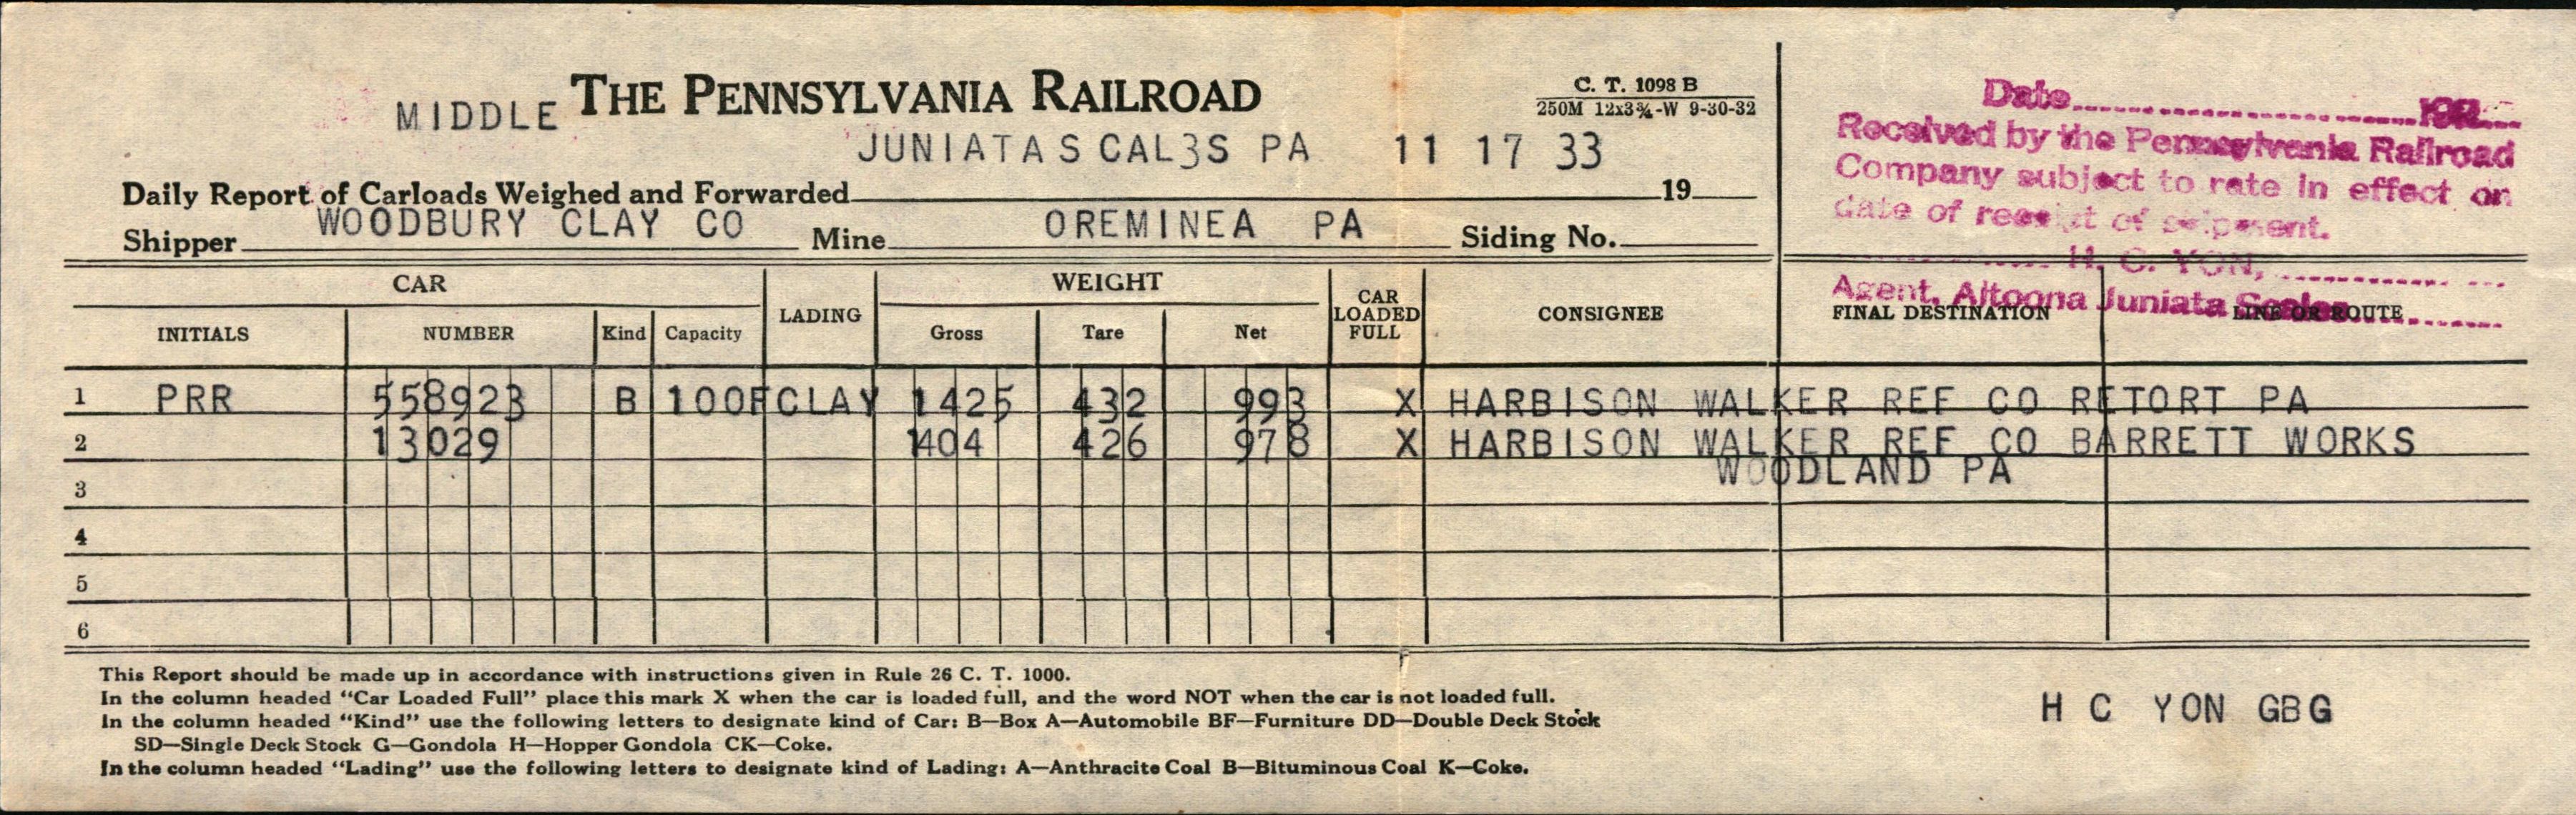 MIDDLE THE PENNSYLVANIA RAILROAD
C. T. 1098 B
250M 12x3¾-W 9-30-32
JUNIATA S CAL3S PA 11 17 33
Daily Report of Carloads Weighed and Forwarded 19
WOODBURY CLAY CO OREMINEA PA
Shipper Mine Siding No.
Date
Received by the Pennsylvania Railroad
Company subject to rate in effect on
date of receipt of shipment.
H. C. YON,
Agent, Altoona Juniata Scales
CAR WEIGHT
INITIALS NUMBER Kind Capacity LADING Gross Tare Net CAR LOADED FULL CONSIGNEE FINAL DESTINATION LINE OR ROUTE
1 PRR 558923 B 100F CLAY 1425 432 993 X HARBISON WALKER REF CO RETORT PA
2 13029 1404 426 978 X HARBISON WALKER REF CO BARRETT WORKS
WOODLAND PA
3
4
5
6
This Report should be made up in accordance with instructions given in Rule 26 C. T. 1000.
In the column headed “Car Loaded Full” place this mark X when the car is loaded full, and the word NOT when the car is not loaded full.
In the column headed “Kind” use the following letters to designate kind of Car: B—Box A—Automobile BF—Furniture DD—Double Deck Stock
SD—Single Deck Stock G—Gondola H—Hopper Gondola CK—Coke.
In the column headed “Lading” use the following letters to designate kind of Lading: A—Anthracite Coal B—Bituminous Coal K—Coke.
H C YON GBG